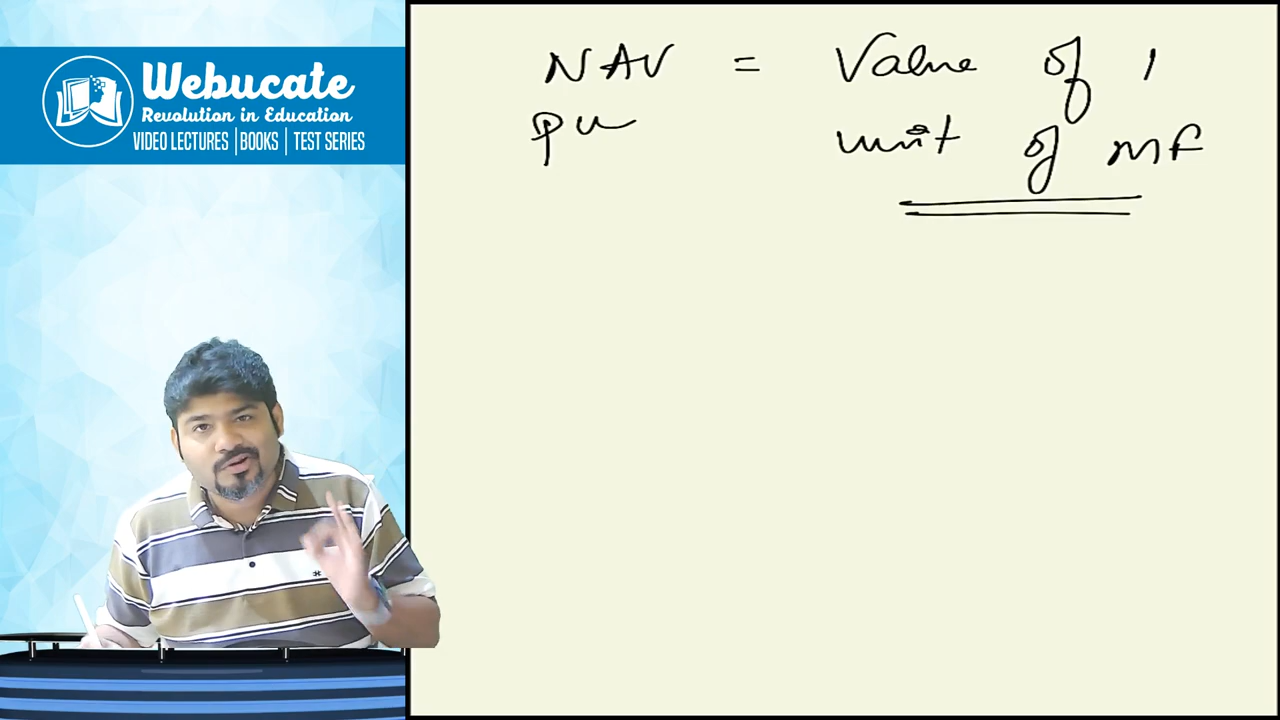 Webucate
Revolution in Education
VIDEO LECTURES | BOOKS | TEST SERIES
NAV = Value of 1
pu unit of MF